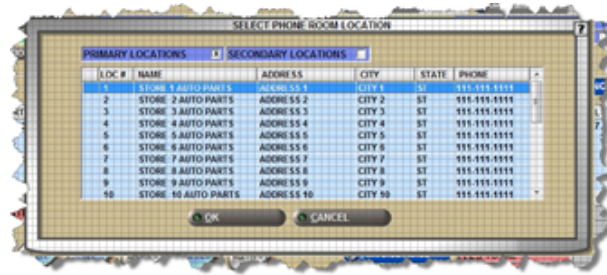 SELECT PHONE ROOM LOCATION
?
PRIMARY LOCATIONS X SECONDARY LOCATIONS
LOC # NAME ADDRESS CITY STATE PHONE
1 STORE 1 AUTO PARTS ADDRESS 1 CITY 1 ST 111-111-1111
2 STORE 2 AUTO PARTS ADDRESS 2 CITY 2 ST 111-111-1111
3 STORE 3 AUTO PARTS ADDRESS 3 CITY 3 ST 111-111-1111
4 STORE 4 AUTO PARTS ADDRESS 4 CITY 4 ST 111-111-1111
5 STORE 5 AUTO PARTS ADDRESS 5 CITY 5 ST 111-111-1111
6 STORE 6 AUTO PARTS ADDRESS 6 CITY 6 ST 111-111-1111
7 STORE 7 AUTO PARTS ADDRESS 7 CITY 7 ST 111-111-1111
8 STORE 8 AUTO PARTS ADDRESS 8 CITY 8 ST 111-111-1111
9 STORE 9 AUTO PARTS ADDRESS 9 CITY 9 ST 111-111-1111
10 STORE 10 AUTO PARTS ADDRESS 10 CITY 10 ST 111-111-1111
OK CANCEL